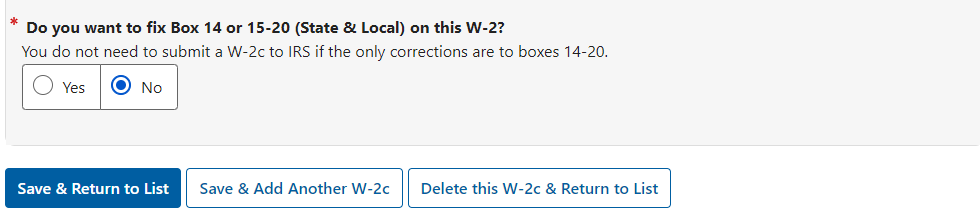 * Do you want to fix Box 14 or 15-20 (State & Local) on this W-2?
You do not need to submit a W-2c to IRS if the only corrections are to boxes 14-20.
Yes No
Save & Return to List Save & Add Another W-2c Delete this W-2c & Return to List